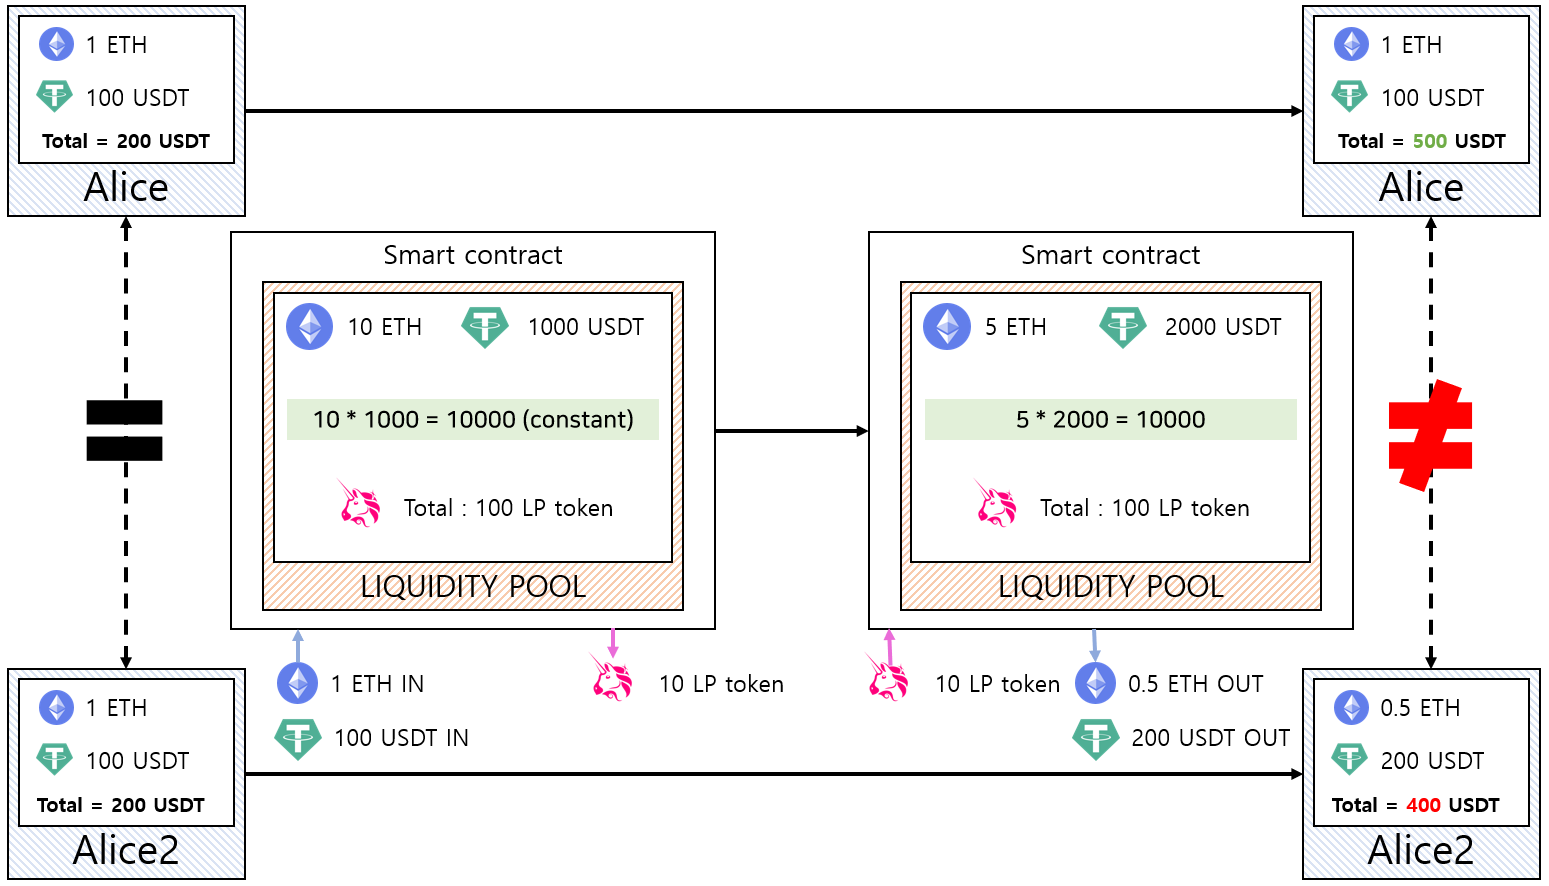 1 ETH
100 USDT
Total = 200 USDT
Alice
1 ETH
100 USDT
Total = 500 USDT
Alice
Smart contract
10 ETH
1000 USDT
10 * 1000 = 10000 (constant)
Total : 100 LP token
LIQUIDITY POOL
Smart contract
5 ETH
2000 USDT
5 * 2000 = 10000
Total : 100 LP token
LIQUIDITY POOL
1 ETH IN
100 USDT IN
10 LP token
10 LP token
0.5 ETH OUT
200 USDT OUT
1 ETH
100 USDT
Total = 200 USDT
Alice2
0.5 ETH
200 USDT
Total = 400 USDT
Alice2